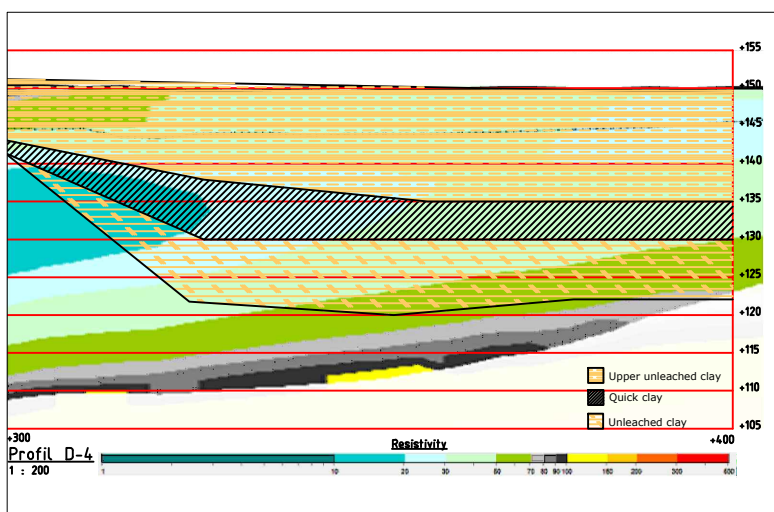 +155
+150
+145
+140
+135
+130
+125
+120
+115
+110
+105
Upper unleached clay
Quick clay
Unleached clay
+300
+400
Profil D-4
1 : 200
Resistivity
1 10 20 30 50 70 80 90 100 150 200 300 600